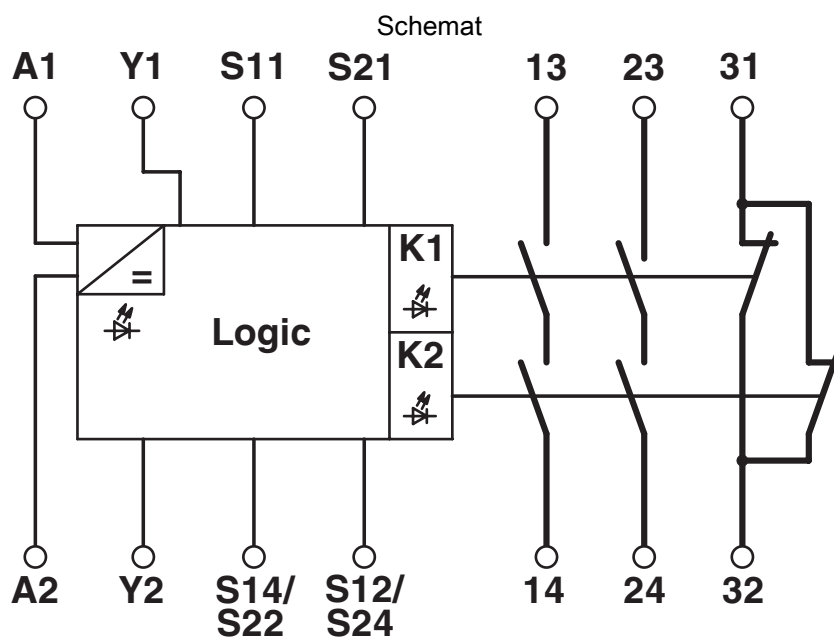 Schemat
A1 Y1 S11 S21 13 23 31
K1
=
Logic
K2
A2 Y2 S14/ S12/ 14 24 32
S22 S24